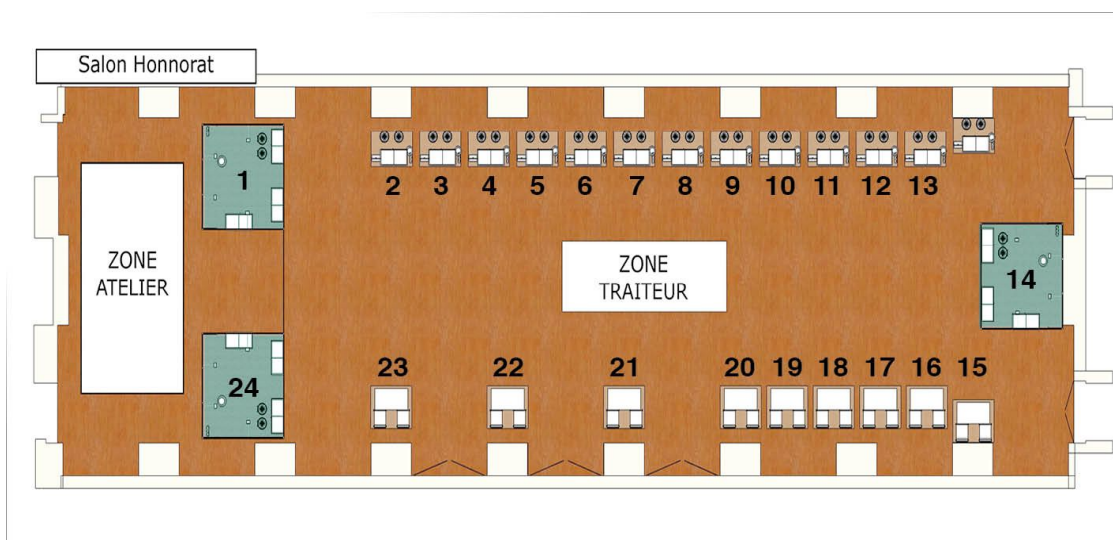 Salon Honnorat
1
2 3 4 5 6 7 8 9 10 11 12 13
ZONE
ATELIER
ZONE
TRAITEUR
14
24
23 22 21 20 19 18 17 16 15